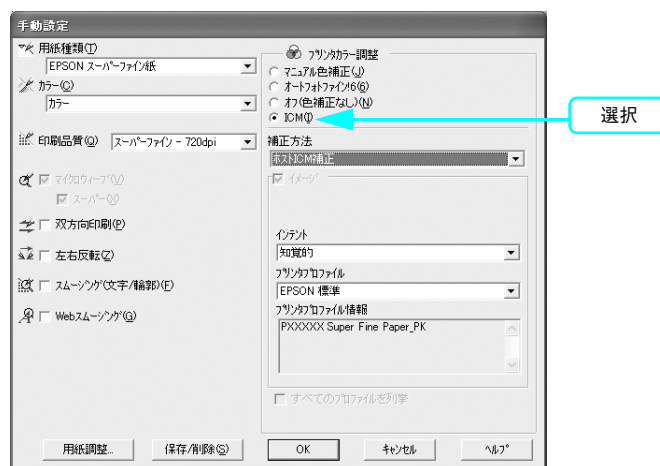 手動設定
用紙種類(T)
EPSON スーパーファイン紙
カラー(C)
カラー
印刷品質(Q) スーパーファイン - 720dpi
マイクロウィーブ(V)
スーパー(X)
双方向印刷(P)
左右反転(Z)
スムージング(文字/輪郭)(F)
Webスムージング(G)
用紙調整...
保存/削除(S)
プリンタカラー調整
マニュアル色補正(J)
オートフォトファイン!6(6)
オフ(色補正なし)(N)
ICM(I)
選択
補正方法
ホストICM補正
イメージ
インテント
知覚的
プリンタプロファイル
EPSON 標準
プリンタプロファイル情報
PXXXXX Super Fine Paper_PK
すべてのプロファイルを列挙
OK
キャンセル
ヘルプ